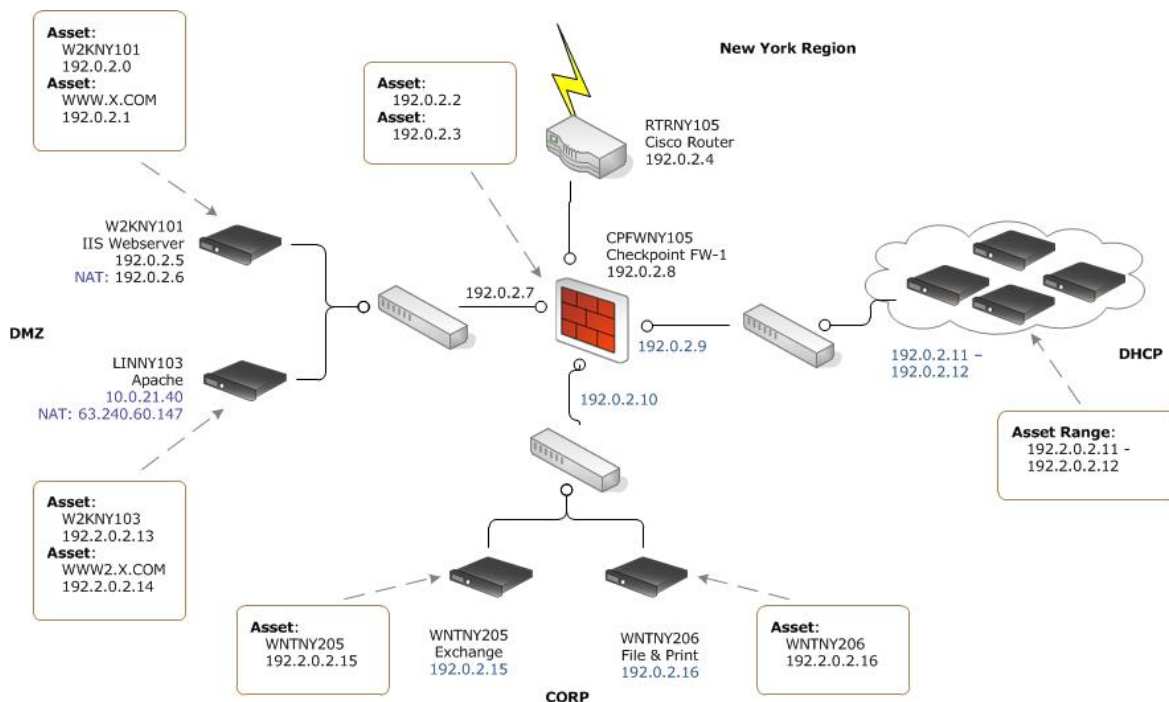 New York Region
Asset:
W2KNY101
192.0.2.0
Asset:
WWW.X.COM
192.0.2.1
Asset:
192.0.2.2
Asset:
192.0.2.3
RTRNY105
Cisco Router
192.0.2.4
W2KNY101
IIS Webserver
192.0.2.5
NAT: 192.0.2.6
CPFWNY105
Checkpoint FW-1
192.0.2.8
192.0.2.7
192.0.2.9
192.0.2.10
DMZ
LINNY103
Apache
10.0.21.40
NAT: 63.240.60.147
192.0.2.11 –
192.0.2.12
DHCP
Asset Range:
192.2.0.2.11 -
192.2.0.2.12
Asset:
W2KNY103
192.2.0.2.13
Asset:
WWW2.X.COM
192.2.0.2.14
Asset:
WNTNY205
192.2.0.2.15
WNTNY205
Exchange
192.0.2.15
WNTNY206
File & Print
192.0.2.16
Asset:
WNTNY206
192.2.0.2.16
CORP